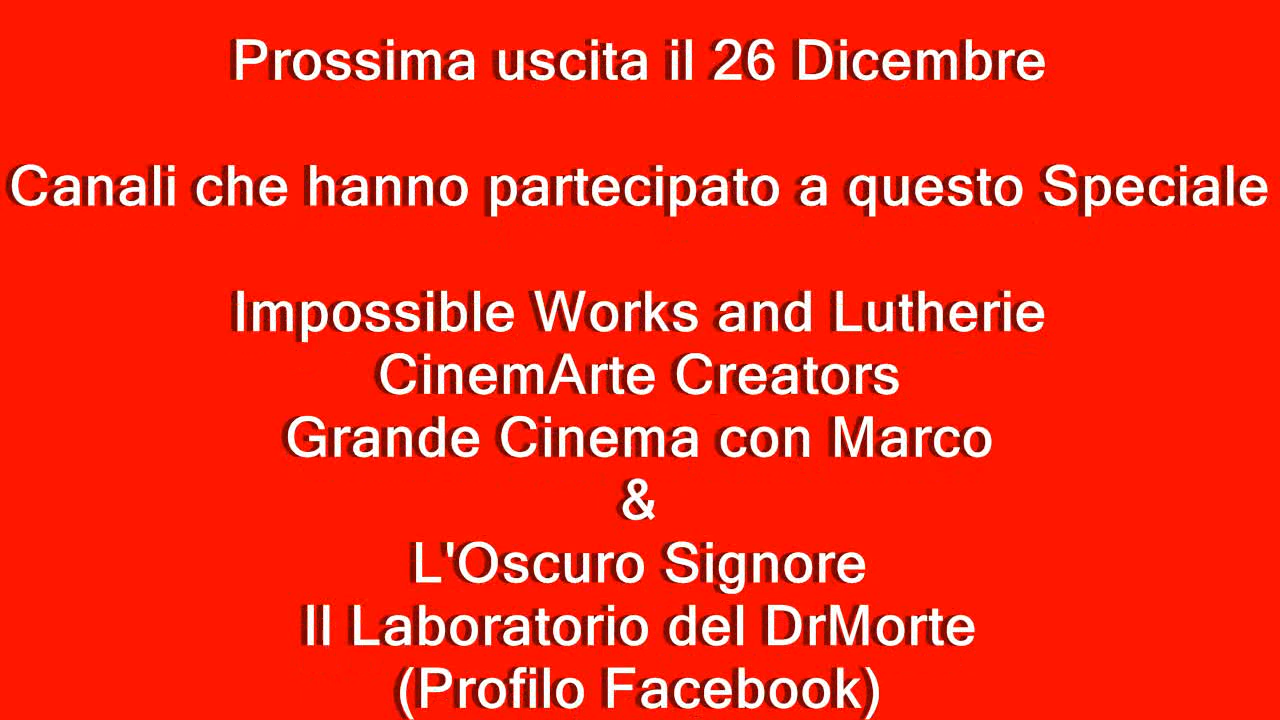 Prossima uscita il 26 Dicembre
Canali che hanno partecipato a questo Speciale
Impossible Works and Lutherie
CinemArte Creators
Grande Cinema con Marco
&
L'Oscuro Signore
Il Laboratorio del DrMorte
(Profilo Facebook)